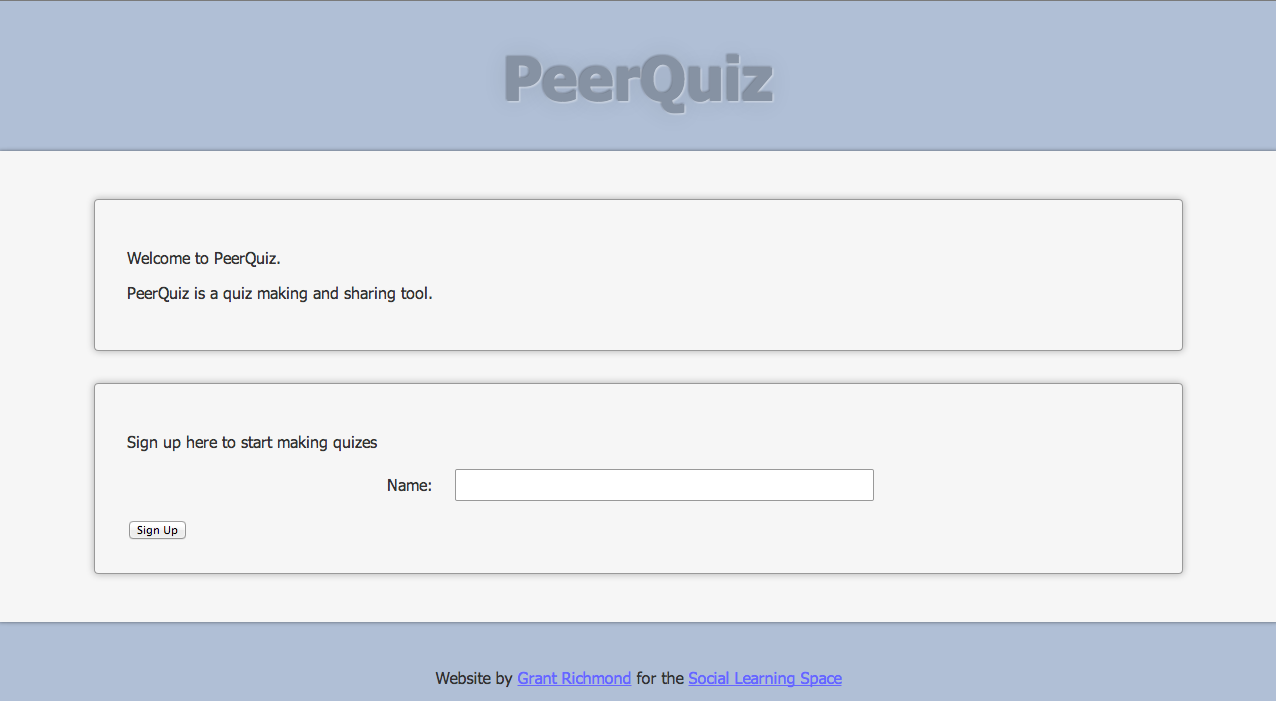 PeerQuiz
Welcome to PeerQuiz.
PeerQuiz is a quiz making and sharing tool.
Sign up here to start making quizes
Name:
Sign Up
Website by Grant Richmond for the Social Learning Space